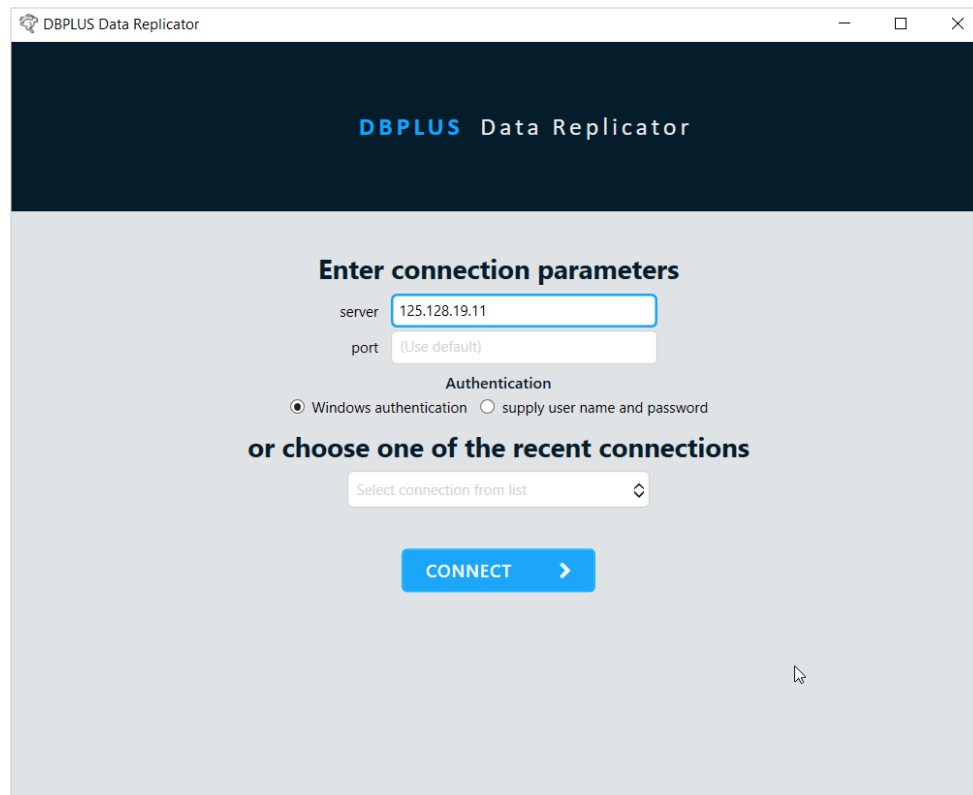 DBPLUS Data Replicator
DBPLUS Data Replicator
Enter connection parameters
server 125.128.19.11
port (Use default)
Authentication
Windows authentication supply user name and password
or choose one of the recent connections
Select connection from list
CONNECT